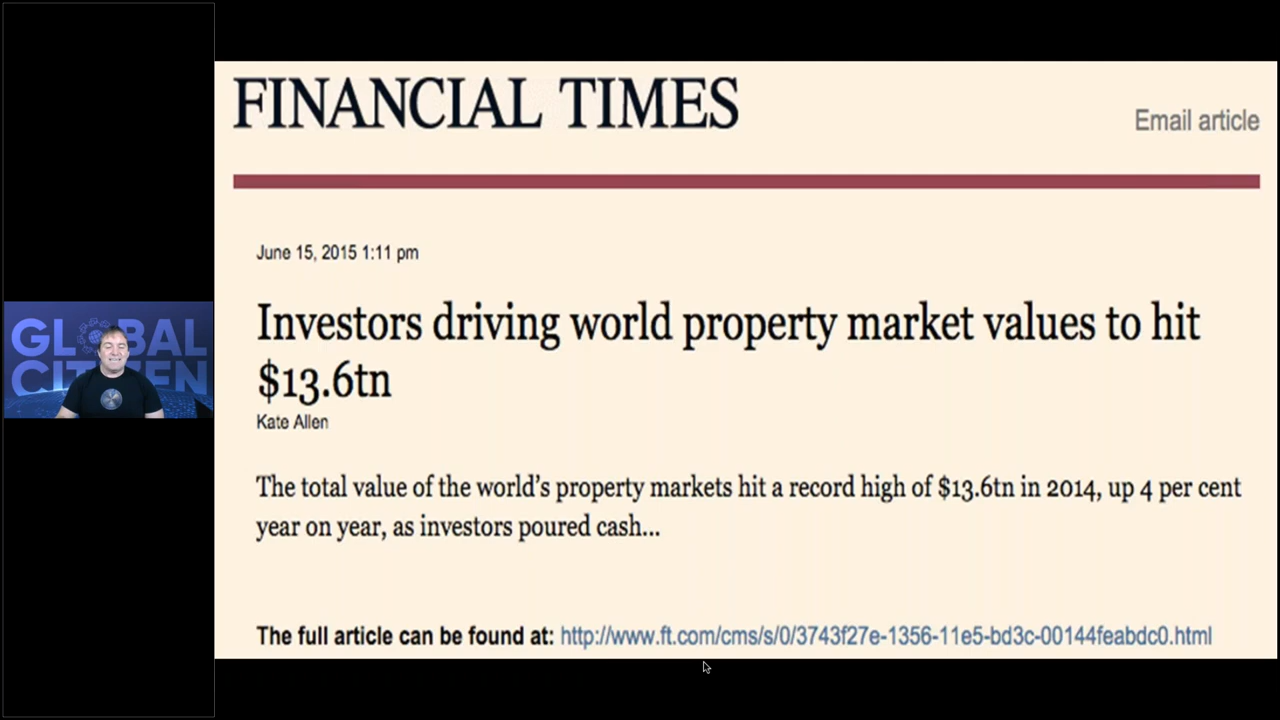 FINANCIAL TIMES
Email article
June 15, 2015 1:11 pm
Investors driving world property market values to hit
$13.6tn
Kate Allen
The total value of the world’s property markets hit a record high of $13.6tn in 2014, up 4 per cent
year on year, as investors poured cash...
The full article can be found at: http://www.ft.com/cms/s/0/3743f27e-1356-11e5-bd3c-00144feabdc0.html
GLOBAL
CITIZEN